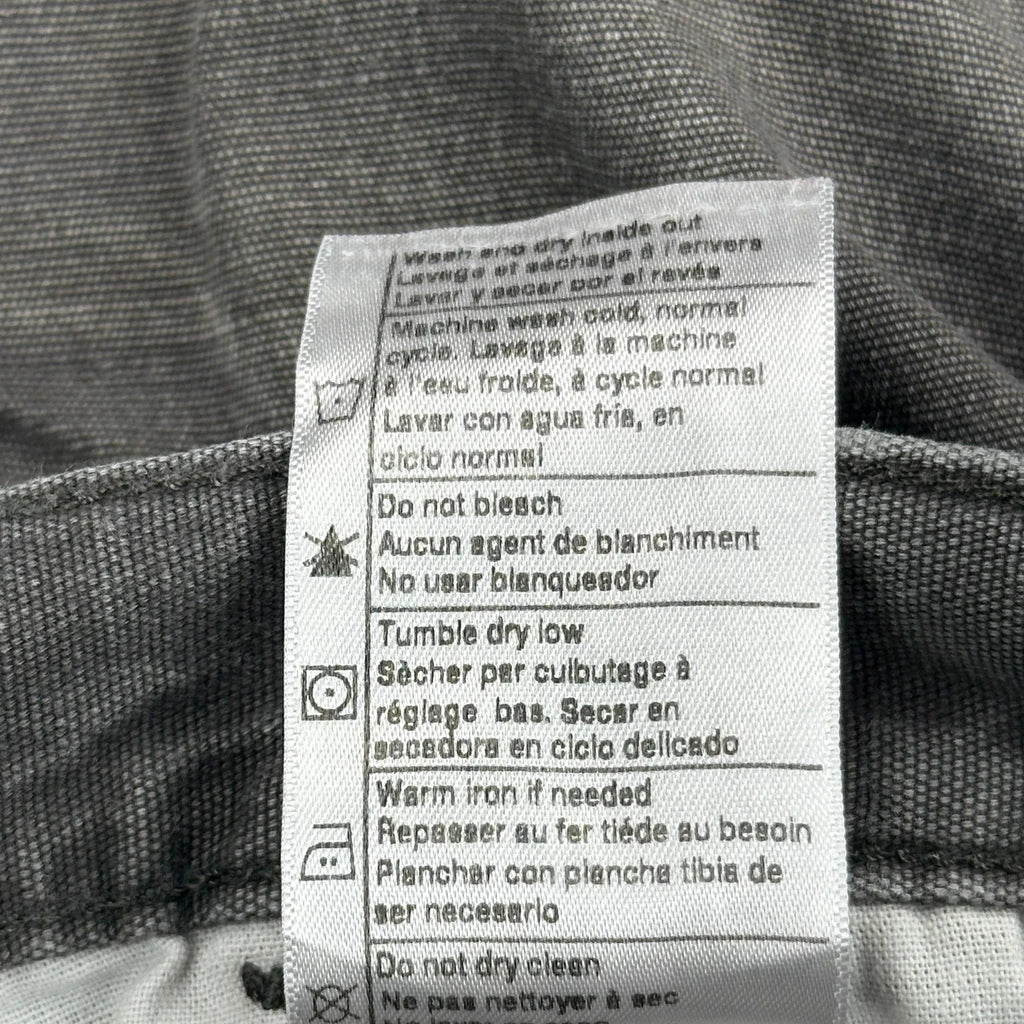 Wash and dry inside out
Lavage et séchage à l'envers
Lavar y secar por el revés
Machine wash cold, normal
cycle. Lavage à la machine
à l'eau froide, à cycle normal
Lavar con agua fria, en
ciclo normal
Do not bleach
Aucun agent de blanchiment
No usar blanqueador
Tumble dry low
Sècher par culbutage à
réglage bas. Secar en
secadora en ciclo delicado
Warm iron if needed
Repasser au fer tiéde au besoin
Planchar con plancha tibia de
ser necesario
Do not dry clean
Ne pas nettoyer à sec